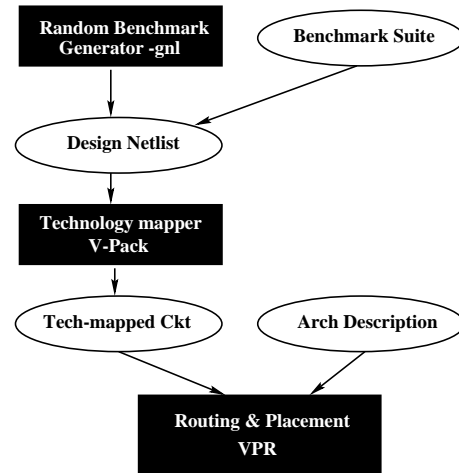 Random Benchmark
Generator -gnl
Benchmark Suite
Design Netlist
Technology mapper
V-Pack
Tech-mapped Ckt
Arch Description
Routing & Placement
VPR